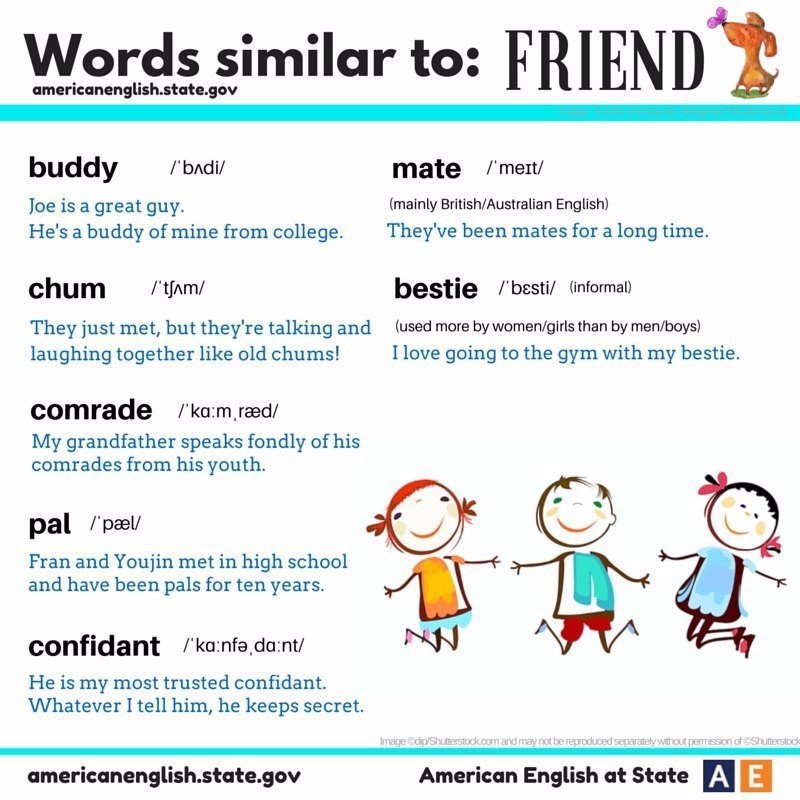 Words similar to: FRIEND
americanenglish.state.gov
buddy /ˈbʌdi/
Joe is a great guy.
He's a buddy of mine from college.
chum /ˈtʃʌm/
They just met, but they're talking and
laughing together like old chums!
comrade /ˈkɑːmˌræd/
My grandfather speaks fondly of his
comrades from his youth.
pal /ˈpæl/
Fran and Youjin met in high school
and have been pals for ten years.
confidant /ˈkɑːnfəˌdɑːnt/
He is my most trusted confidant.
Whatever I tell him, he keeps secret.
mate /ˈmeɪt/
(mainly British/Australian English)
They've been mates for a long time.
bestie /ˈbɛsti/ (informal)
(used more by women/girls than by men/boys)
I love going to the gym with my bestie.
Image ©dip/Shutterstock.com and may not be reproduced separately without permission of ©Shutterstock
americanenglish.state.gov
American English at State AE